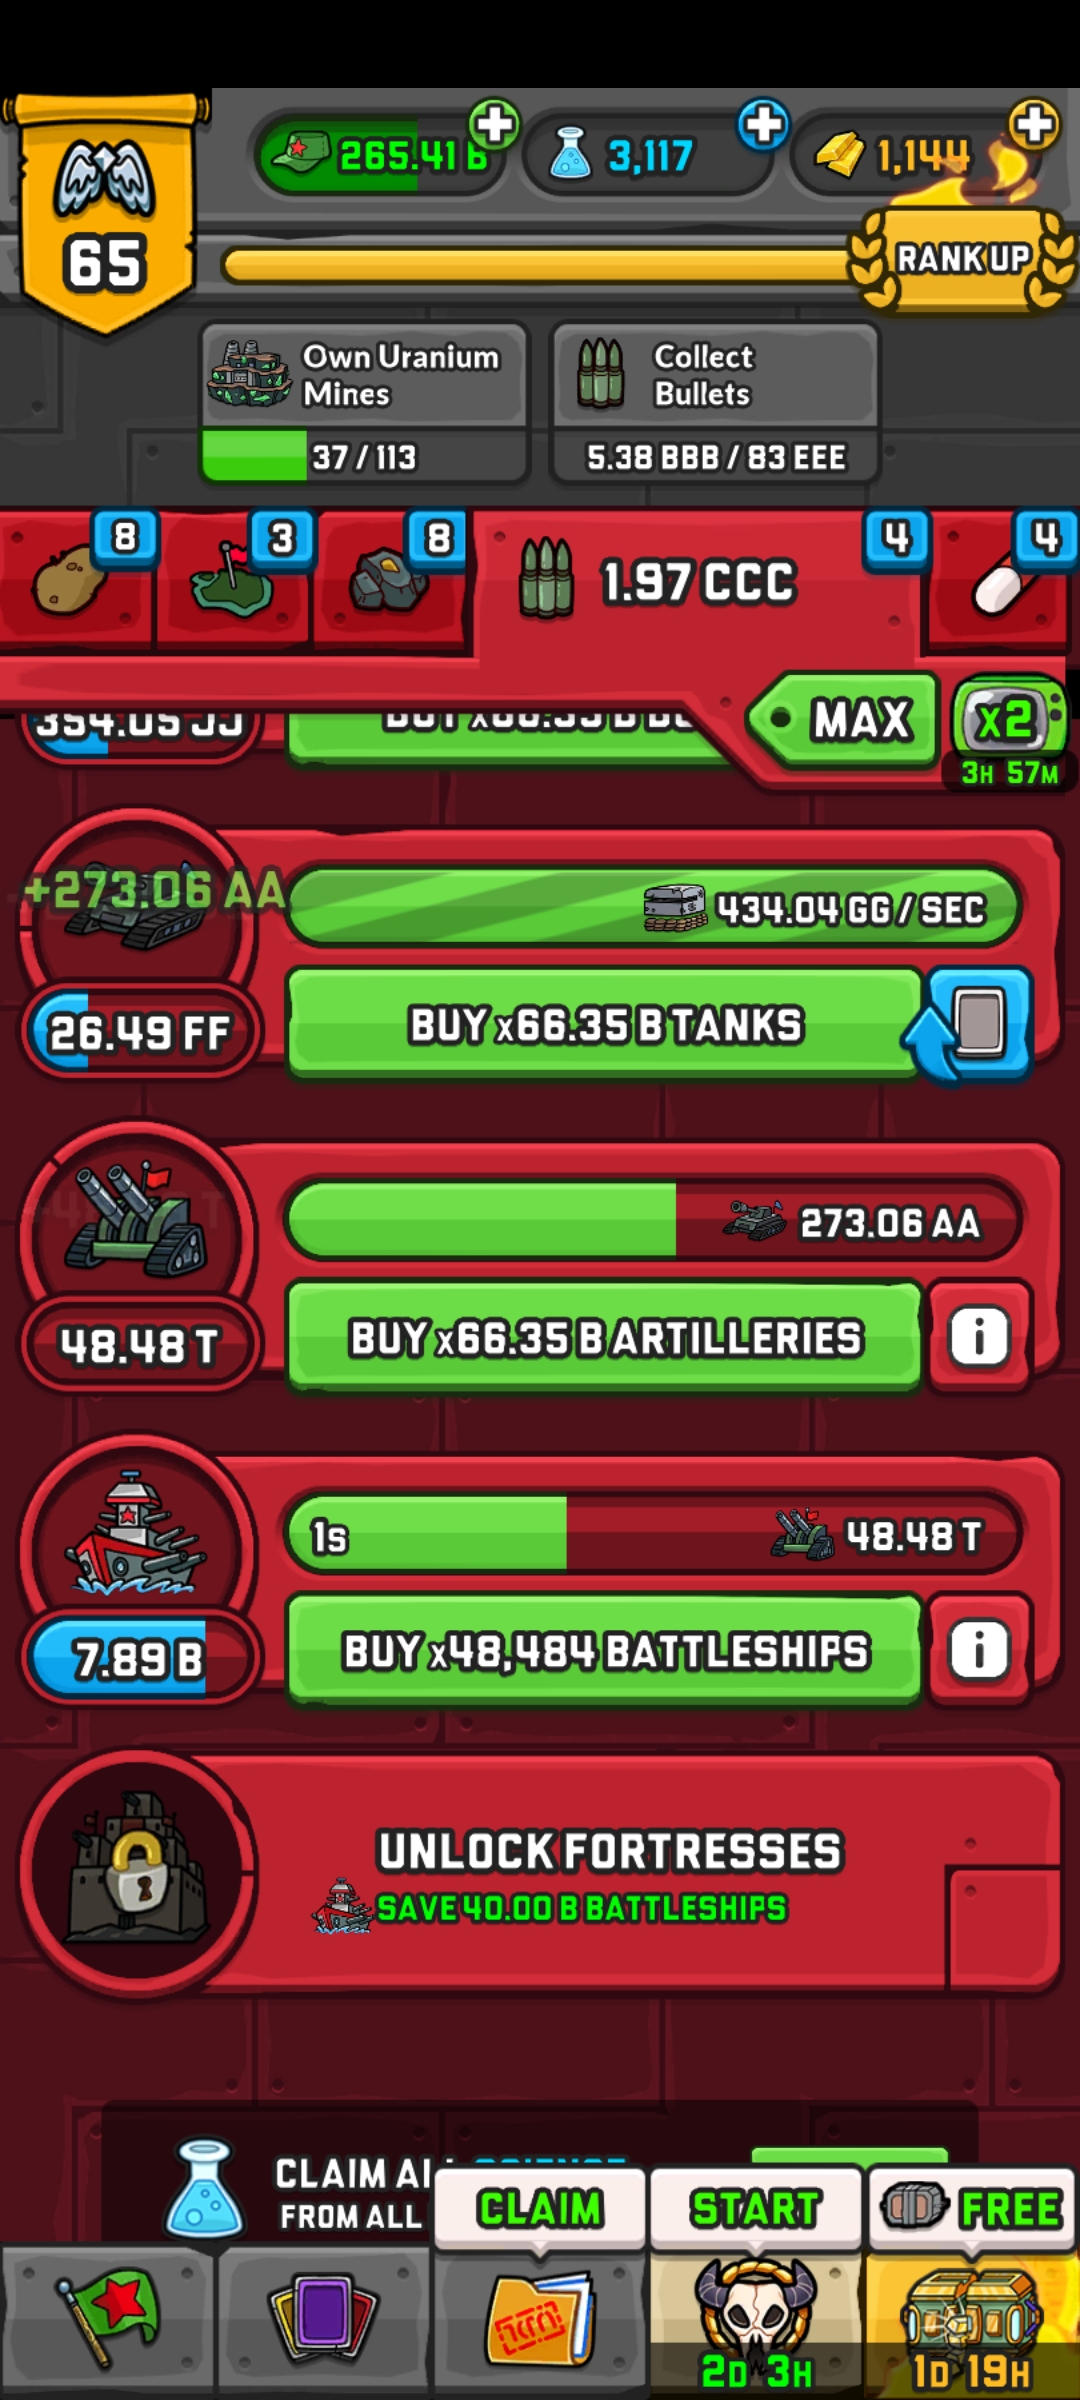 265.41 B
3,117
1,144
65
RANK UP
Own Uranium
Mines
37 / 113
Collect
Bullets
5.38 BBB / 83 EEE
8
3
8
1.97 CCC
4
4
MAX
x2
3H 57M
354.05 JJ
+273.06 AA
434.04 GG / SEC
26.49 FF
BUY x66.35 B TANKS
273.06 AA
48.48 T
BUY x66.35 B ARTILLERIES
i
1s
48.48 T
7.89 B
BUY x48,484 BATTLESHIPS
i
UNLOCK FORTRESSES
SAVE 40.00 B BATTLESHIPS
CLAIM ALL
FROM ALL
CLAIM
START
FREE
2D 3H
1D 19H